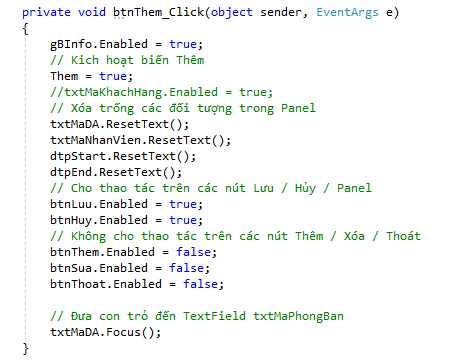 private void btnThem_Click(object sender, EventArgs e)
{
gBInfo.Enabled = true;
// Kich hoạt biến Thêm
Them = true;
//txtMaKhachHang.Enabled = true;
// Xóa trống các đối tượng trong Panel
txtMaDA.ResetText();
txtMaNhanVien.ResetText();
dtpStart.ResetText();
dtpEnd.ResetText();
// Cho thao tác trên các nút Lưu / Hủy / Panel
btnLuu.Enabled = true;
btnHuy.Enabled = true;
// Không cho thao tác trên các nút Thêm / Xóa / Thoát
btnThem.Enabled = false;
btnSua.Enabled = false;
btnThoat.Enabled = false;
// Đưa con trỏ đến TextField txtMaPhongBan
txtMaDA.Focus();
}